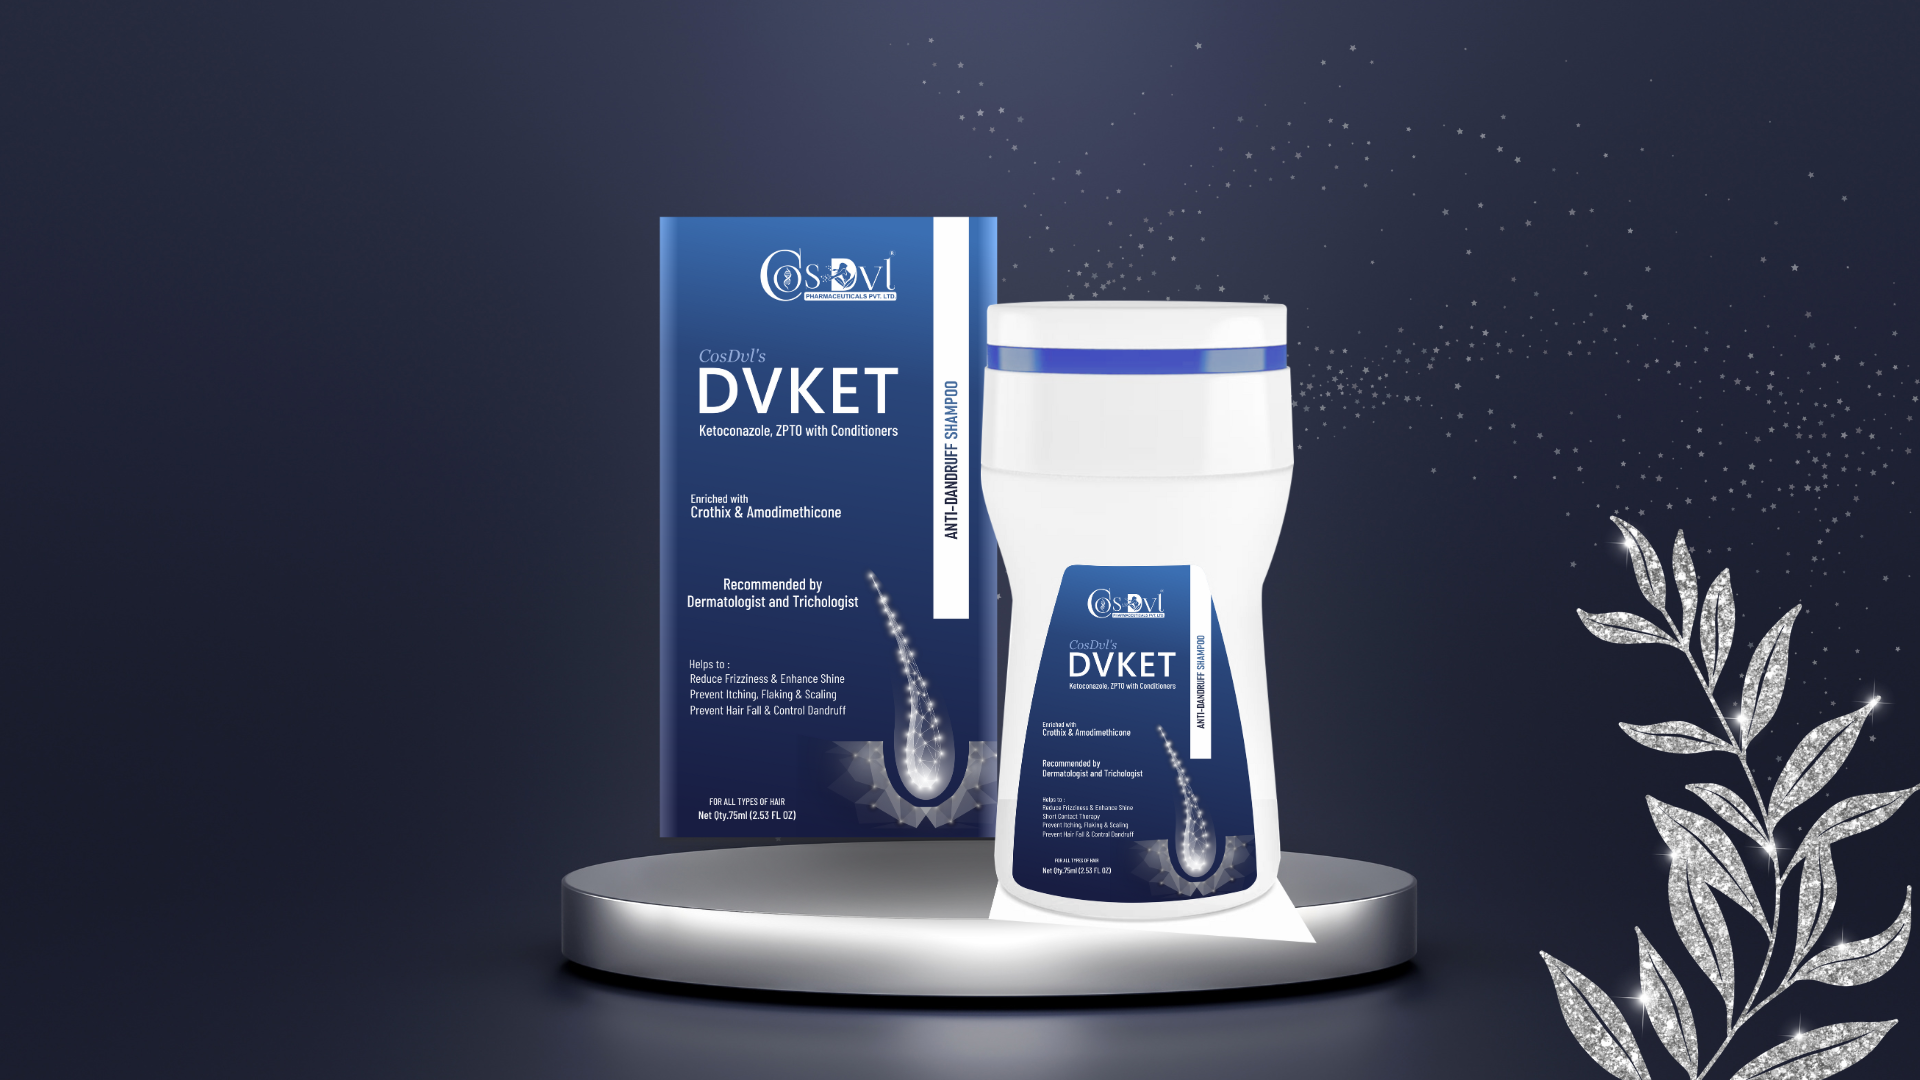 CosDvl®
PHARMACEUTICALS PVT. LTD.
CosDvl's
DVKET
Ketoconazole, ZPTO with Conditioners
Enriched with
Crothix & Amodimethicone
Recommended by
Dermatologist and Trichologist
Helps to :
Reduce Frizziness & Enhance Shine
Prevent Itching, Flaking & Scaling
Prevent Hair Fall & Control Dandruff
FOR ALL TYPES OF HAIR
Net Qty.75ml (2.53 FL OZ)
ANTI-DANDRUFF SHAMPOO
CosDvl
PHARMACEUTICALS PVT. LTD.
CosDvl's
DVKET
Ketoconazole, ZPTO with Conditioners
Enriched with
Crothix & Amodimethicone
Recommended by
Dermatologist and Trichologist
Helps to :
Reduce Frizziness & Enhance Shine
Short Contact Therapy
Prevent Itching, Flaking & Scaling
Prevent Hair Fall & Control Dandruff
FOR ALL TYPES OF HAIR
Net Qty.75ml (2.53 FL OZ)
ANTI-DANDRUFF SHAMPOO